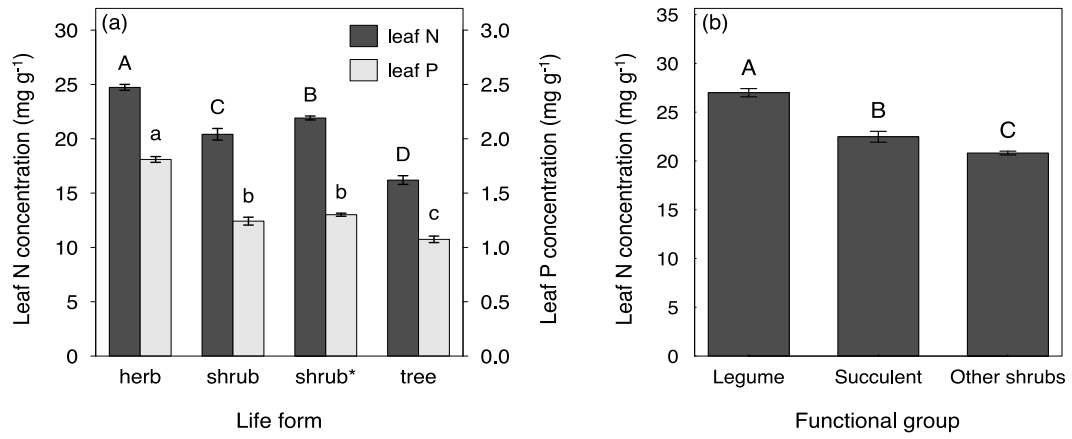 (a)
leaf N
leaf P
Leaf N concentration (mg g⁻¹)
30
25
20
15
10
5
0
A
a
C
b
B
b
D
c
3.0
2.5
2.0
1.5
1.0
0.5
0.0
Leaf P concentration (mg g⁻¹)
herb shrub shrub* tree
Life form
(b)
Leaf N concentration (mg g⁻¹)
35
30
25
20
15
10
5
0
A
B
C
Legume Succulent Other shrubs
Functional group